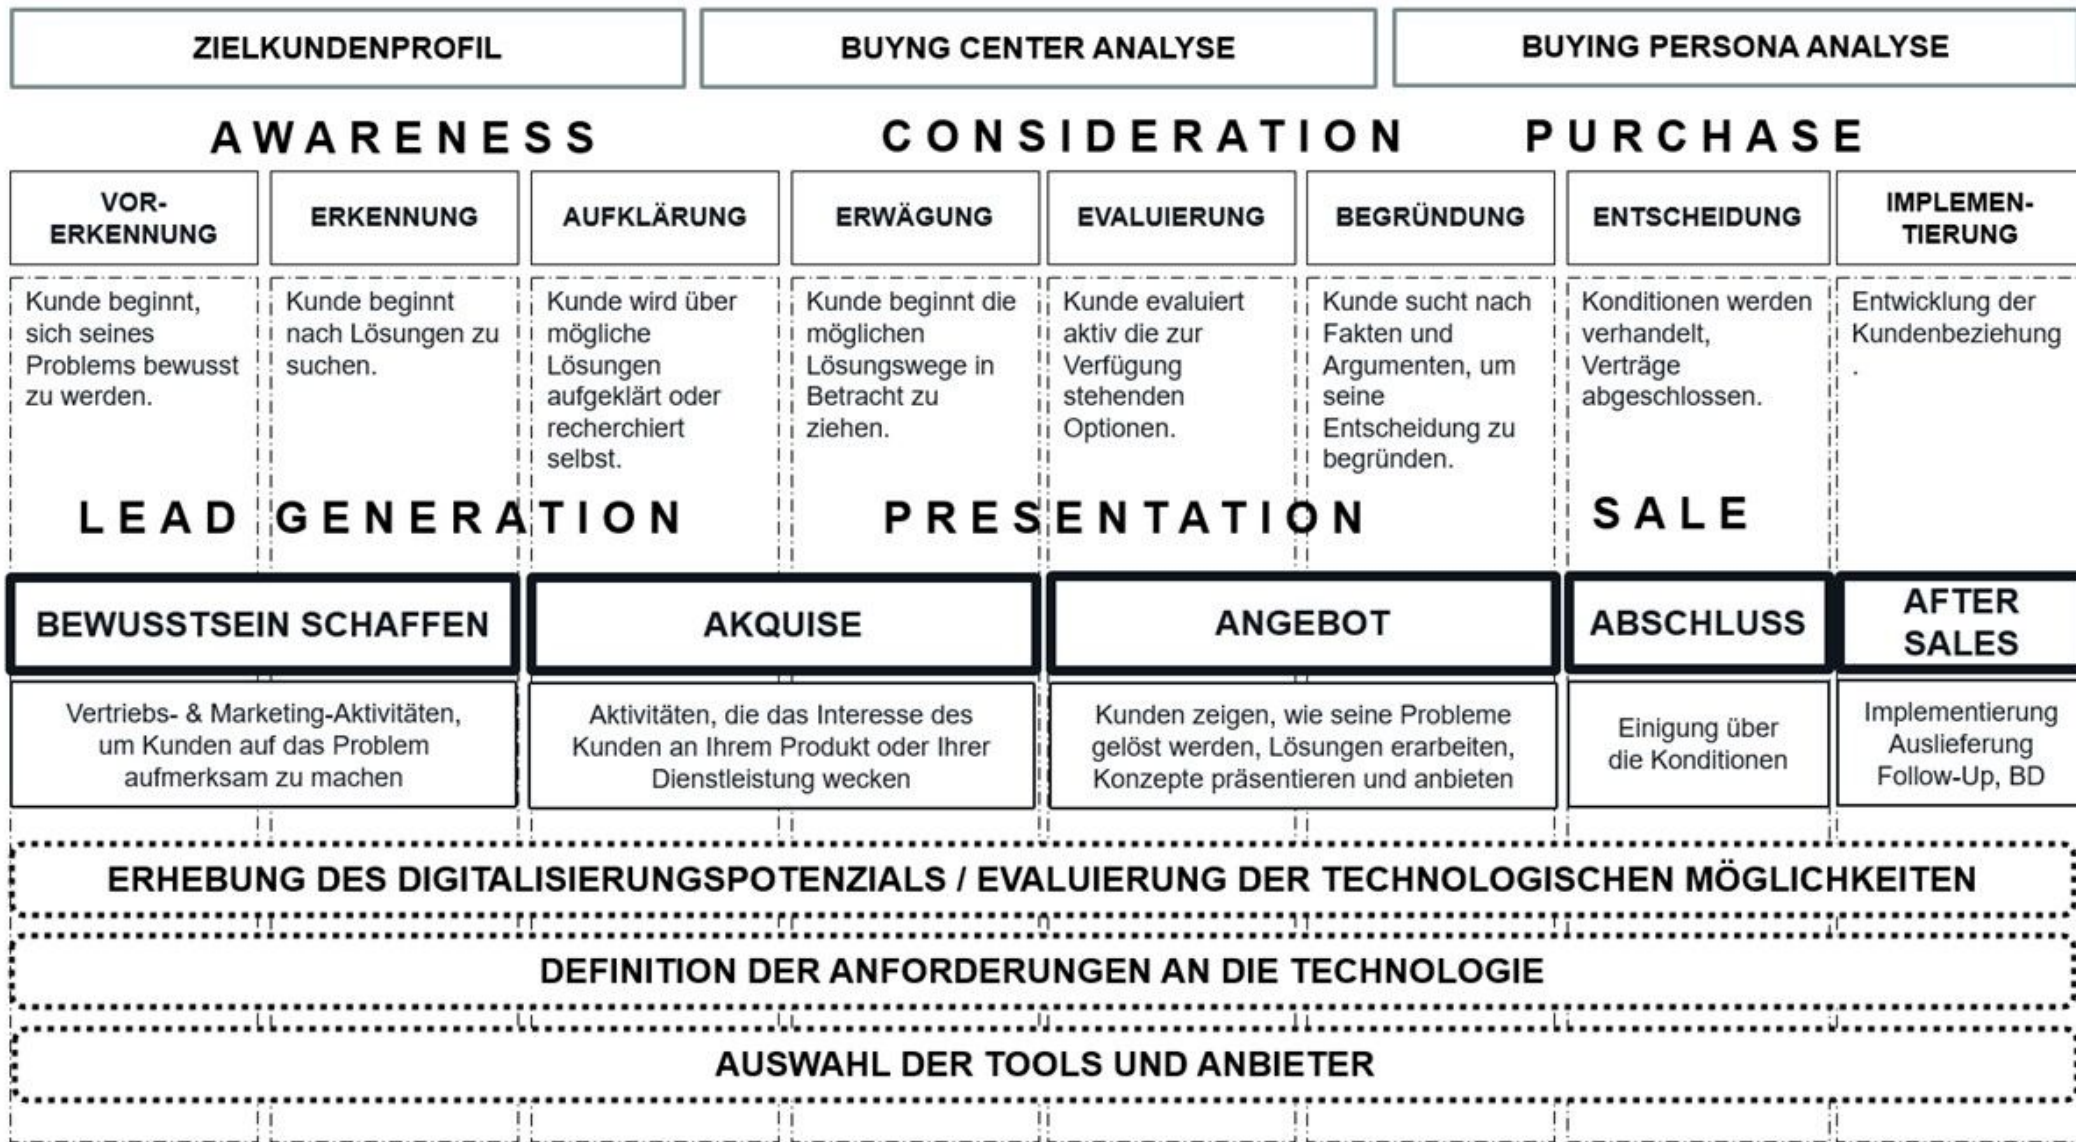 ZIELKUNDENPROFIL
BUYNG CENTER ANALYSE
BUYING PERSONA ANALYSE
AWARENESS
CONSIDERATION
PURCHASE
VOR-
ERKENNUNG
ERKENNUNG
AUFKLÄRUNG
ERWÄGUNG
EVALUIERUNG
BEGRÜNDUNG
ENTSCHEIDUNG
IMPLEMEN-
TIERUNG
Kunde beginnt,
sich seines
Problems bewusst
zu werden.
Kunde beginnt
nach Lösungen zu
suchen.
Kunde wird über
mögliche
Lösungen
aufgeklärt oder
recherchiert
selbst.
Kunde beginnt die
möglichen
Lösungswege in
Betracht zu
ziehen.
Kunde evaluiert
aktiv die zur
Verfügung
stehenden
Optionen.
Kunde sucht nach
Fakten und
Argumenten, um
seine
Entscheidung zu
begründen.
Konditionen werden
verhandelt,
Verträge
abgeschlossen.
Entwicklung der
Kundenbeziehung
.
LEAD GENERATION
PRESENTATION
SALE
BEWUSSTSEIN SCHAFFEN
AKQUISE
ANGEBOT
ABSCHLUSS
AFTER
SALES
Vertriebs- & Marketing-Aktivitäten,
um Kunden auf das Problem
aufmerksam zu machen
Aktivitäten, die das Interesse des
Kunden an Ihrem Produkt oder Ihrer
Dienstleistung wecken
Kunden zeigen, wie seine Probleme
gelöst werden, Lösungen erarbeiten,
Konzepte präsentieren und anbieten
Einigung über
die Konditionen
Implementierung
Auslieferung
Follow-Up, BD
ERHEBUNG DES DIGITALISIERUNGSPOTENZIALS / EVALUIERUNG DER TECHNOLOGISCHEN MÖGLICHKEITEN
DEFINITION DER ANFORDERUNGEN AN DIE TECHNOLOGIE
AUSWAHL DER TOOLS UND ANBIETER